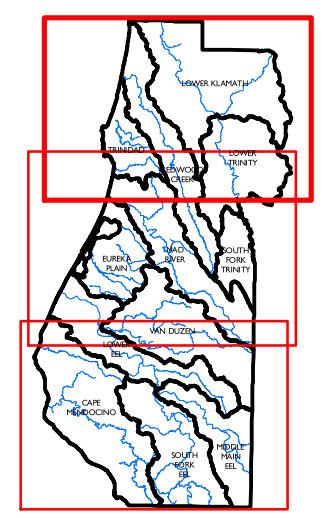 LOWER KLAMATH
TRINIDAD
LOWER
TRINITY
REDWOOD
CREEK
MAD
RIVER
SOUTH
FORK
TRINITY
EUREKA
PLAIN
VAN DUZEN
LOWER
EEL
CAPE
MENDOCINO
SOUTH
FORK
EEL
MIDDLE
MAIN
EEL